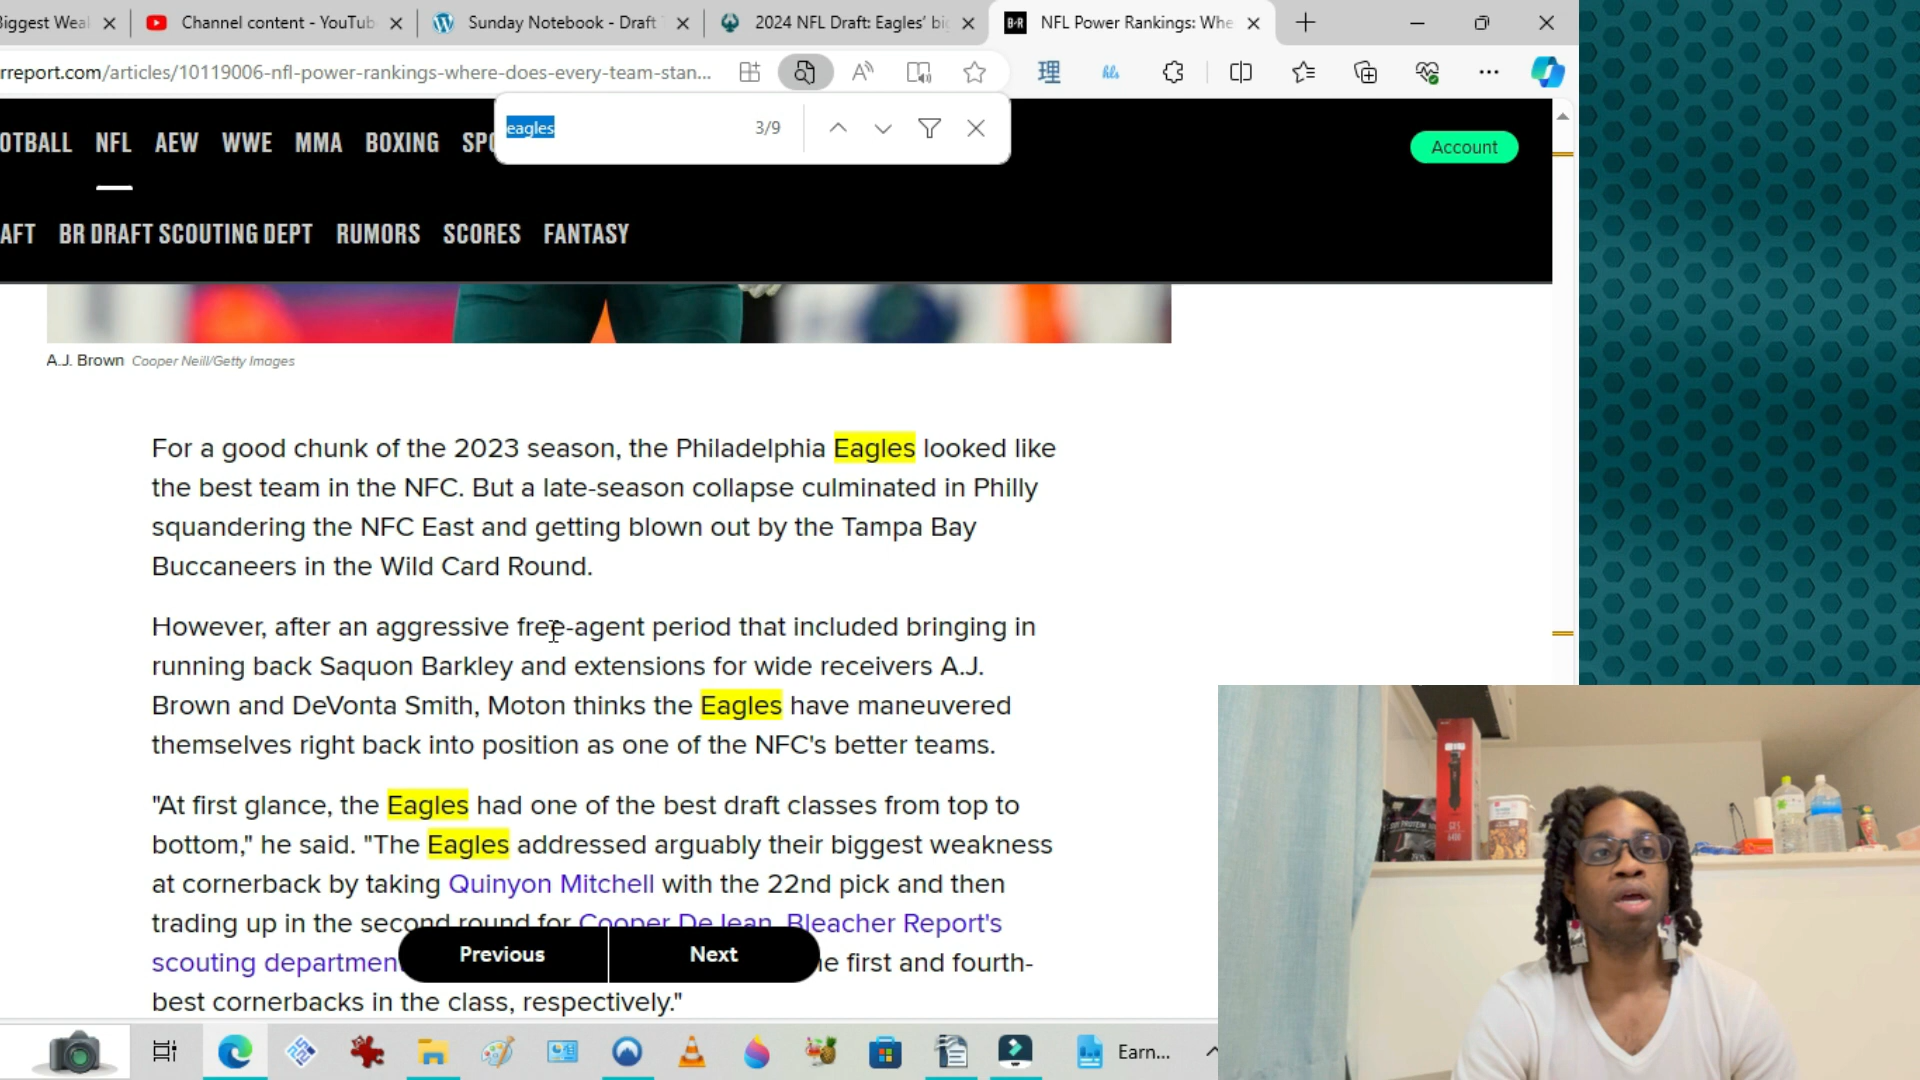 Biggest Weal
Channel content - YouTub
Sunday Notebook - Draft
2024 NFL Draft: Eagles' bi
B/R
NFL Power Rankings: Whe
rreport.com/articles/10119006-nfl-power-rankings-where-does-every-team-stan...
理
hls
eagles
3/9
OTBALL NFL AEW WWE MMA BOXING SPO
Account
AFT BR DRAFT SCOUTING DEPT RUMORS SCORES FANTASY
A.J. Brown Cooper Neill/Getty Images
For a good chunk of the 2023 season, the Philadelphia Eagles looked like
the best team in the NFC. But a late-season collapse culminated in Philly
squandering the NFC East and getting blown out by the Tampa Bay
Buccaneers in the Wild Card Round.
However, after an aggressive free-agent period that included bringing in
running back Saquon Barkley and extensions for wide receivers A.J.
Brown and DeVonta Smith, Moton thinks the Eagles have maneuvered
themselves right back into position as one of the NFC's better teams.
"At first glance, the Eagles had one of the best draft classes from top to
bottom," he said. "The Eagles addressed arguably their biggest weakness
at cornerback by taking Quinyon Mitchell with the 22nd pick and then
trading up in the second round for Cooper DeJean. Bleacher Report's
scouting departmen
he first and fourth-
Previous Next
best cornerbacks in the class, respectively."
Earn...